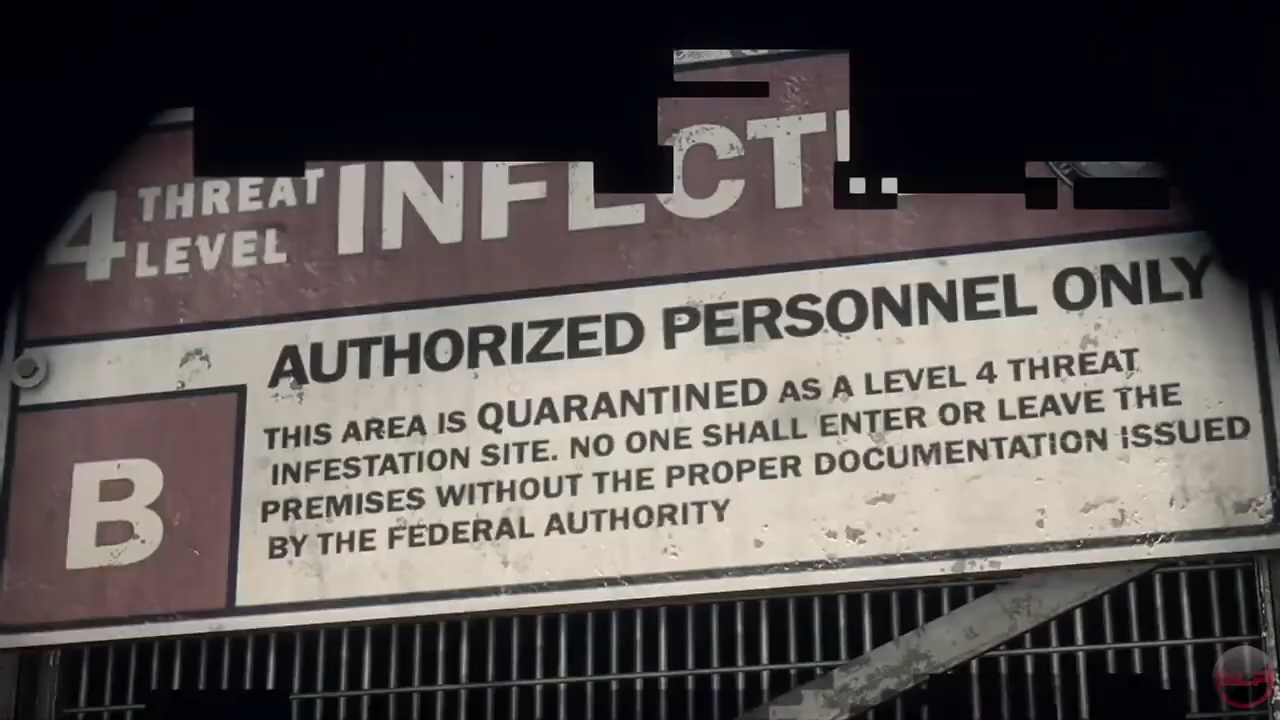 4 THREAT
LEVEL
AUTHORIZED PERSONNEL ONLY
B
THIS AREA IS QUARANTINED AS A LEVEL 4 THREAT
INFESTATION SITE. NO ONE SHALL ENTER OR LEAVE THE
PREMISES WITHOUT THE PROPER DOCUMENTATION ISSUED
BY THE FEDERAL AUTHORITY